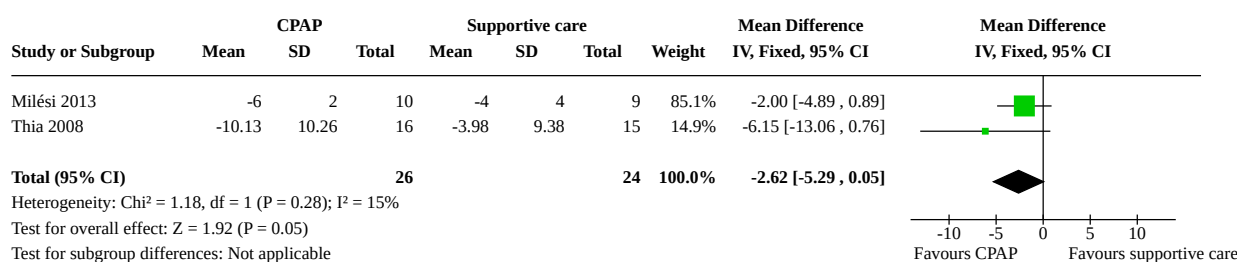 CPAP Supportive care Mean Difference Mean Difference
Study or Subgroup Mean SD Total Mean SD Total Weight IV, Fixed, 95% CI IV, Fixed, 95% CI
Milési 2013 -6 2 10 -4 4 9 85.1% -2.00 [-4.89 , 0.89]
Thia 2008 -10.13 10.26 16 -3.98 9.38 15 14.9% -6.15 [-13.06 , 0.76]
Total (95% CI) 26 24 100.0% -2.62 [-5.29 , 0.05]
Heterogeneity: Chi² = 1.18, df = 1 (P = 0.28); I² = 15%
Test for overall effect: Z = 1.92 (P = 0.05)
Test for subgroup differences: Not applicable
-10 -5 0 5 10
Favours CPAP Favours supportive care